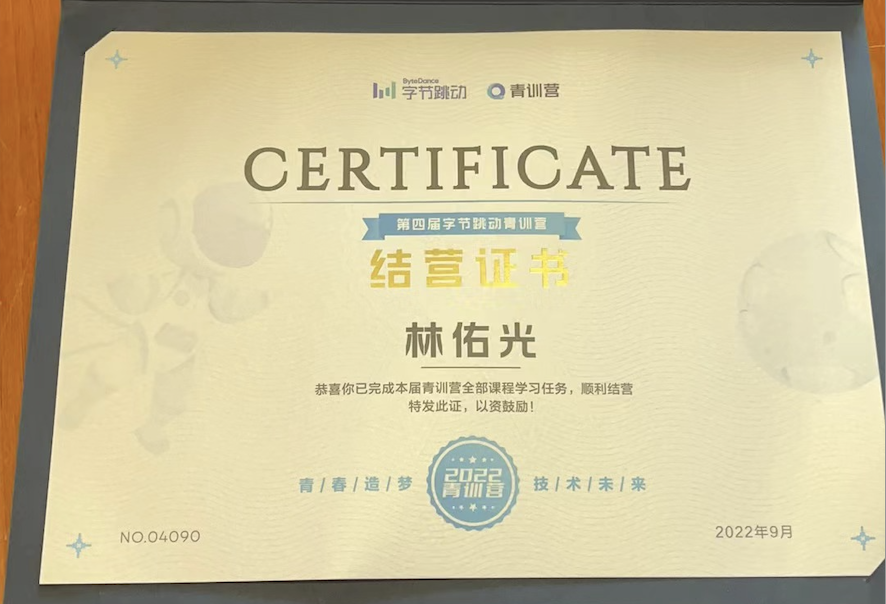 ByteDance
字节跳动 青训营
CERTIFICATE
第四届字节跳动青训营
结营证书
林佑光
恭喜你已完成本届青训营全部课程学习任务，顺利结营
特发此证，以资鼓励！
青/春/造/梦
2022
青训营
技/术/未/来
NO.04090
2022年9月